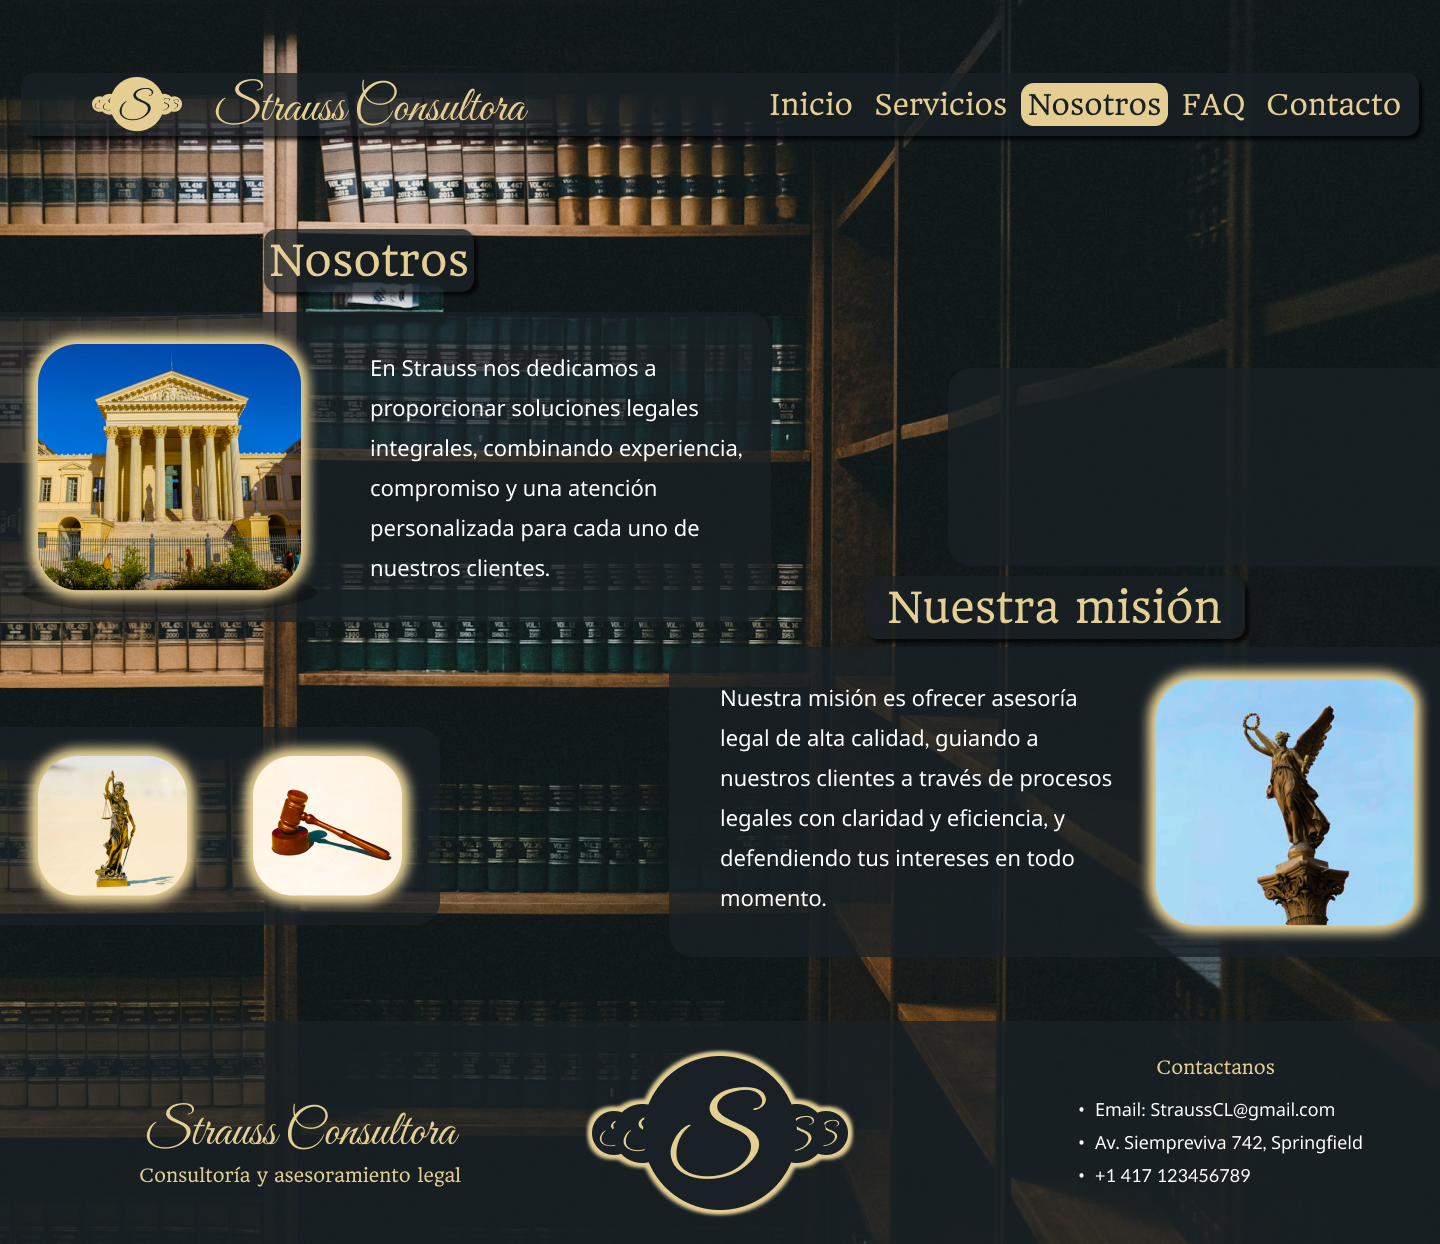 Strauss Consultora
Inicio Servicios Nosotros FAQ Contacto
Nosotros
En Strauss nos dedicamos a
proporcionar soluciones legales
integrales, combinando experiencia,
compromiso y una atención
personalizada para cada uno de
nuestros clientes.
Nuestra misión
Nuestra misión es ofrecer asesoría
legal de alta calidad, guiando a
nuestros clientes a través de procesos
legales con claridad y eficiencia, y
defendiendo tus intereses en todo
momento.
Strauss Consultora
Consultoría y asesoramiento legal
S
Contactanos
• Email: StraussCL@gmail.com
• Av. Siempreviva 742, Springfield
• +1 417 123456789